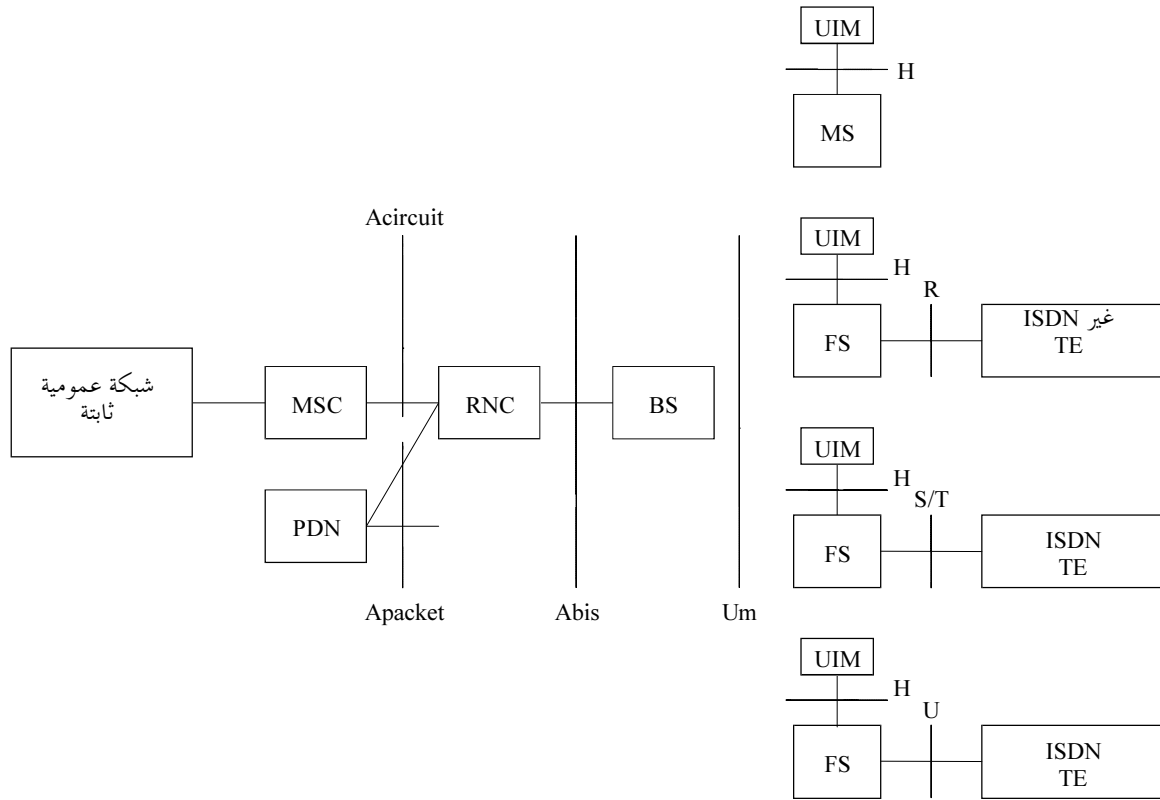 UIM
H
MS
Acircuit
UIM
H
R
شبكة عمومية
ثابتة
MSC
RNC
BS
FS
غير ISDN
TE
PDN
UIM
H
S/T
FS
ISDN
TE
Apacket
Abis
Um
UIM
H
U
FS
ISDN
TE